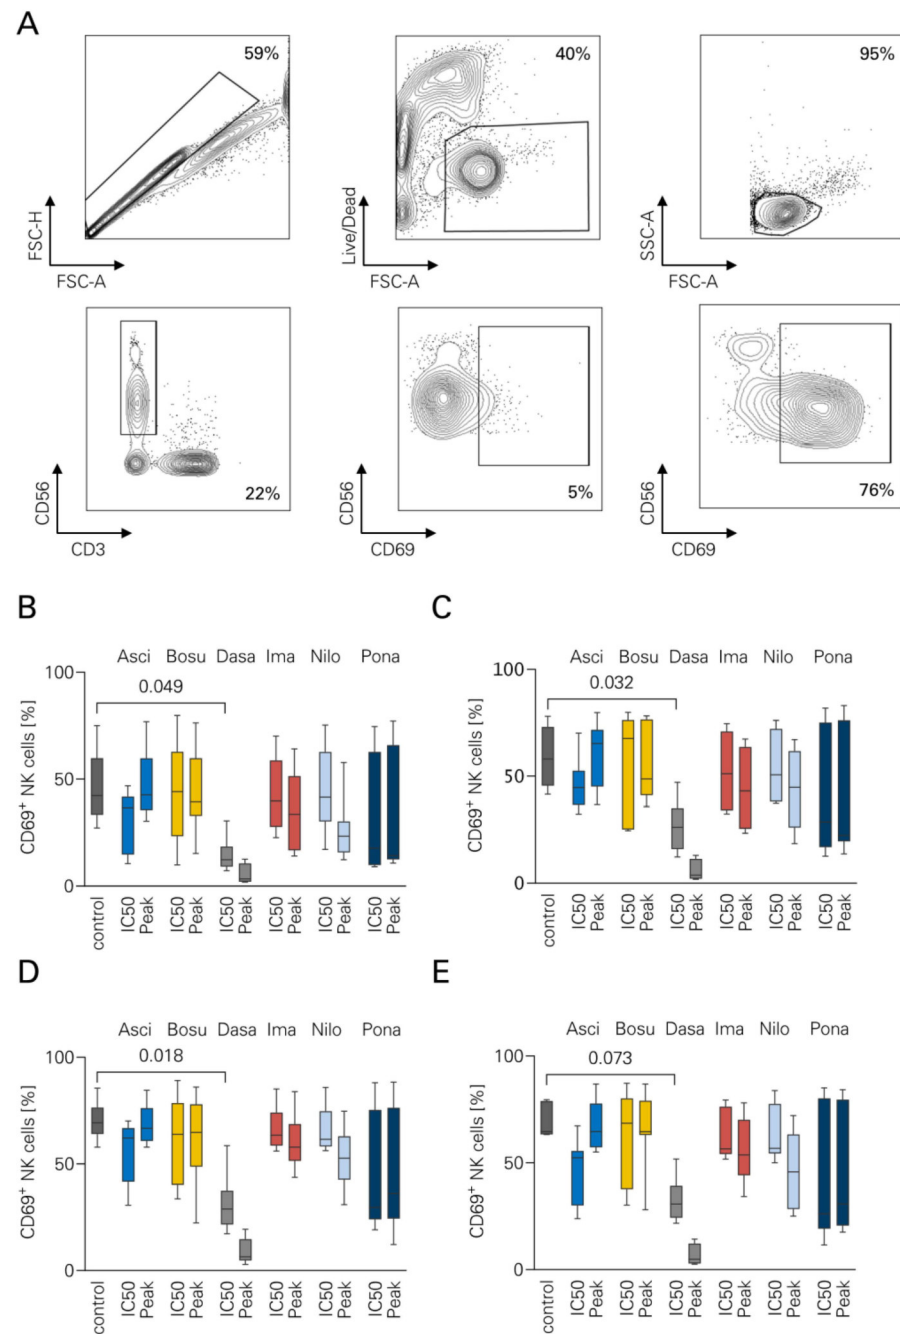 A
59% 40% 95%
FSC-H Live/Dead SSC-A
FSC-A FSC-A FSC-A
22% 5% 76%
CD56 CD56 CD56
CD3 CD69 CD69
B
Asci Bosu Dasa Ima Nilo Pona
0.049
CD69+ NK cells [%]
100
50
0
control IC50 Peak IC50 Peak IC50 Peak IC50 Peak IC50 Peak IC50 Peak
C
Asci Bosu Dasa Ima Nilo Pona
0.032
CD69+ NK cells [%]
100
50
0
control IC50 Peak IC50 Peak IC50 Peak IC50 Peak IC50 Peak IC50 Peak
D
Asci Bosu Dasa Ima Nilo Pona
0.018
CD69+ NK cells [%]
100
50
0
control IC50 Peak IC50 Peak IC50 Peak IC50 Peak IC50 Peak IC50 Peak
E
Asci Bosu Dasa Ima Nilo Pona
0.073
CD69+ NK cells [%]
100
50
0
control IC50 Peak IC50 Peak IC50 Peak IC50 Peak IC50 Peak IC50 Peak